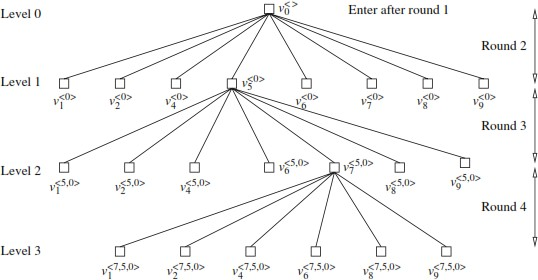 Level 0 v_0^{<>} Enter after round 1
Round 2
Level 1 v_1^{<0>} v_2^{<0>} v_4^{<0>} v_5^{<0>} v_6^{<0>} v_7^{<0>} v_8^{<0>} v_9^{<0>}
Round 3
Level 2 v_1^{<5,0>} v_2^{<5,0>} v_4^{<5,0>} v_6^{<5,0>} v_7^{<5,0>} v_8^{<5,0>} v_9^{<5,0>}
Round 4
Level 3 v_1^{<7,5,0>} v_2^{<7,5,0>} v_4^{<7,5,0>} v_6^{<7,5,0>} v_8^{<7,5,0>} v_9^{<7,5,0>}